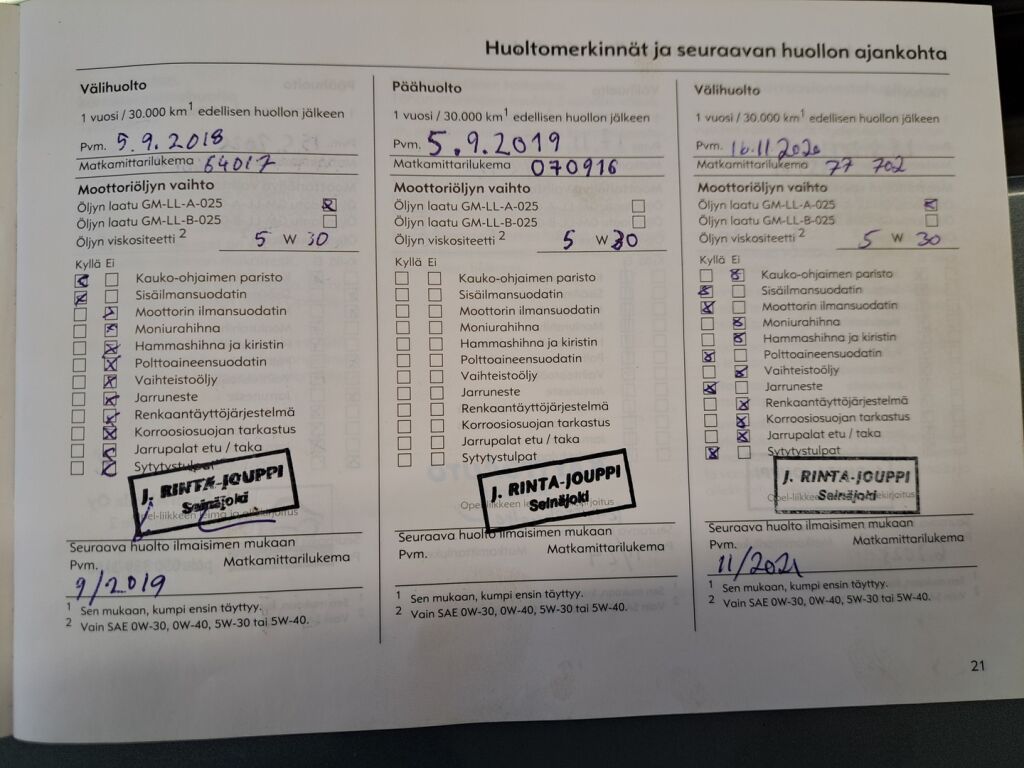 Huoltomerkinnät ja seuraavan huollon ajankohta
Välihuolto
1 vuosi / 30.000 km1 edellisen huollon jälkeen
Pvm. 5.9.2018
Matkamittarilukema 64017
Moottoriöljyn vaihto
Öljyn laatu GM-LL-A-025
Öljyn laatu GM-LL-B-025
Öljyn viskositeetti 2 5 W 30
Kyllä Ei
Kauko-ohjaimen paristo
Sisäilmansuodatin
Moottorin ilmansuodatin
Moniurahihna
Hammashihna ja kiristin
Polttoaineensuodatin
Vaihteistoöljy
Jarruneste
Renkaantäyttöjärjestelmä
Korroosiosuojan tarkastus
Jarrupalat etu / taka
Sytytystulpat
J. RINTA-JOUPPI
Seinäjoki
Opel-liikkeen leima ja allekirjoitus
Seuraava huolto ilmaisimen mukaan
Pvm. Matkamittarilukema
9/2019
1 Sen mukaan, kumpi ensin täyttyy.
2 Vain SAE 0W-30, 0W-40, 5W-30 tai 5W-40.
Päähuolto
1 vuosi / 30.000 km1 edellisen huollon jälkeen
Pvm. 5.9.2019
Matkamittarilukema 070916
Moottoriöljyn vaihto
Öljyn laatu GM-LL-A-025
Öljyn laatu GM-LL-B-025
Öljyn viskositeetti 2 5 W 30
Kyllä Ei
Kauko-ohjaimen paristo
Sisäilmansuodatin
Moottorin ilmansuodatin
Moniurahihna
Hammashihna ja kiristin
Polttoaineensuodatin
Vaihteistoöljy
Jarruneste
Renkaantäyttöjärjestelmä
Korroosiosuojan tarkastus
Jarrupalat etu / taka
Sytytystulpat
J. RINTA-JOUPPI
Seinäjoki
Seuraava huolto ilmaisimen mukaan
Pvm. Matkamittarilukema
1 Sen mukaan, kumpi ensin täyttyy.
2 Vain SAE 0W-30, 0W-40, 5W-30 tai 5W-40.
Välihuolto
1 vuosi / 30.000 km1 edellisen huollon jälkeen
Pvm. 16.11.2020
Matkamittarilukema 77 702
Moottoriöljyn vaihto
Öljyn laatu GM-LL-A-025
Öljyn laatu GM-LL-B-025
Öljyn viskositeetti 2 5 W 30
Kyllä Ei
Kauko-ohjaimen paristo
Sisäilmansuodatin
Moottorin ilmansuodatin
Moniurahihna
Hammashihna ja kiristin
Polttoaineensuodatin
Vaihteistoöljy
Jarruneste
Renkaantäyttöjärjestelmä
Korroosiosuojan tarkastus
Jarrupalat etu / taka
Sytytystulpat
J. RINTA-JOUPPI
Seinäjoki
Seuraava huolto ilmaisimen mukaan
Pvm. Matkamittarilukema
11/2021
1 Sen mukaan, kumpi ensin täyttyy.
2 Vain SAE 0W-30, 0W-40, 5W-30 tai 5W-40.
21